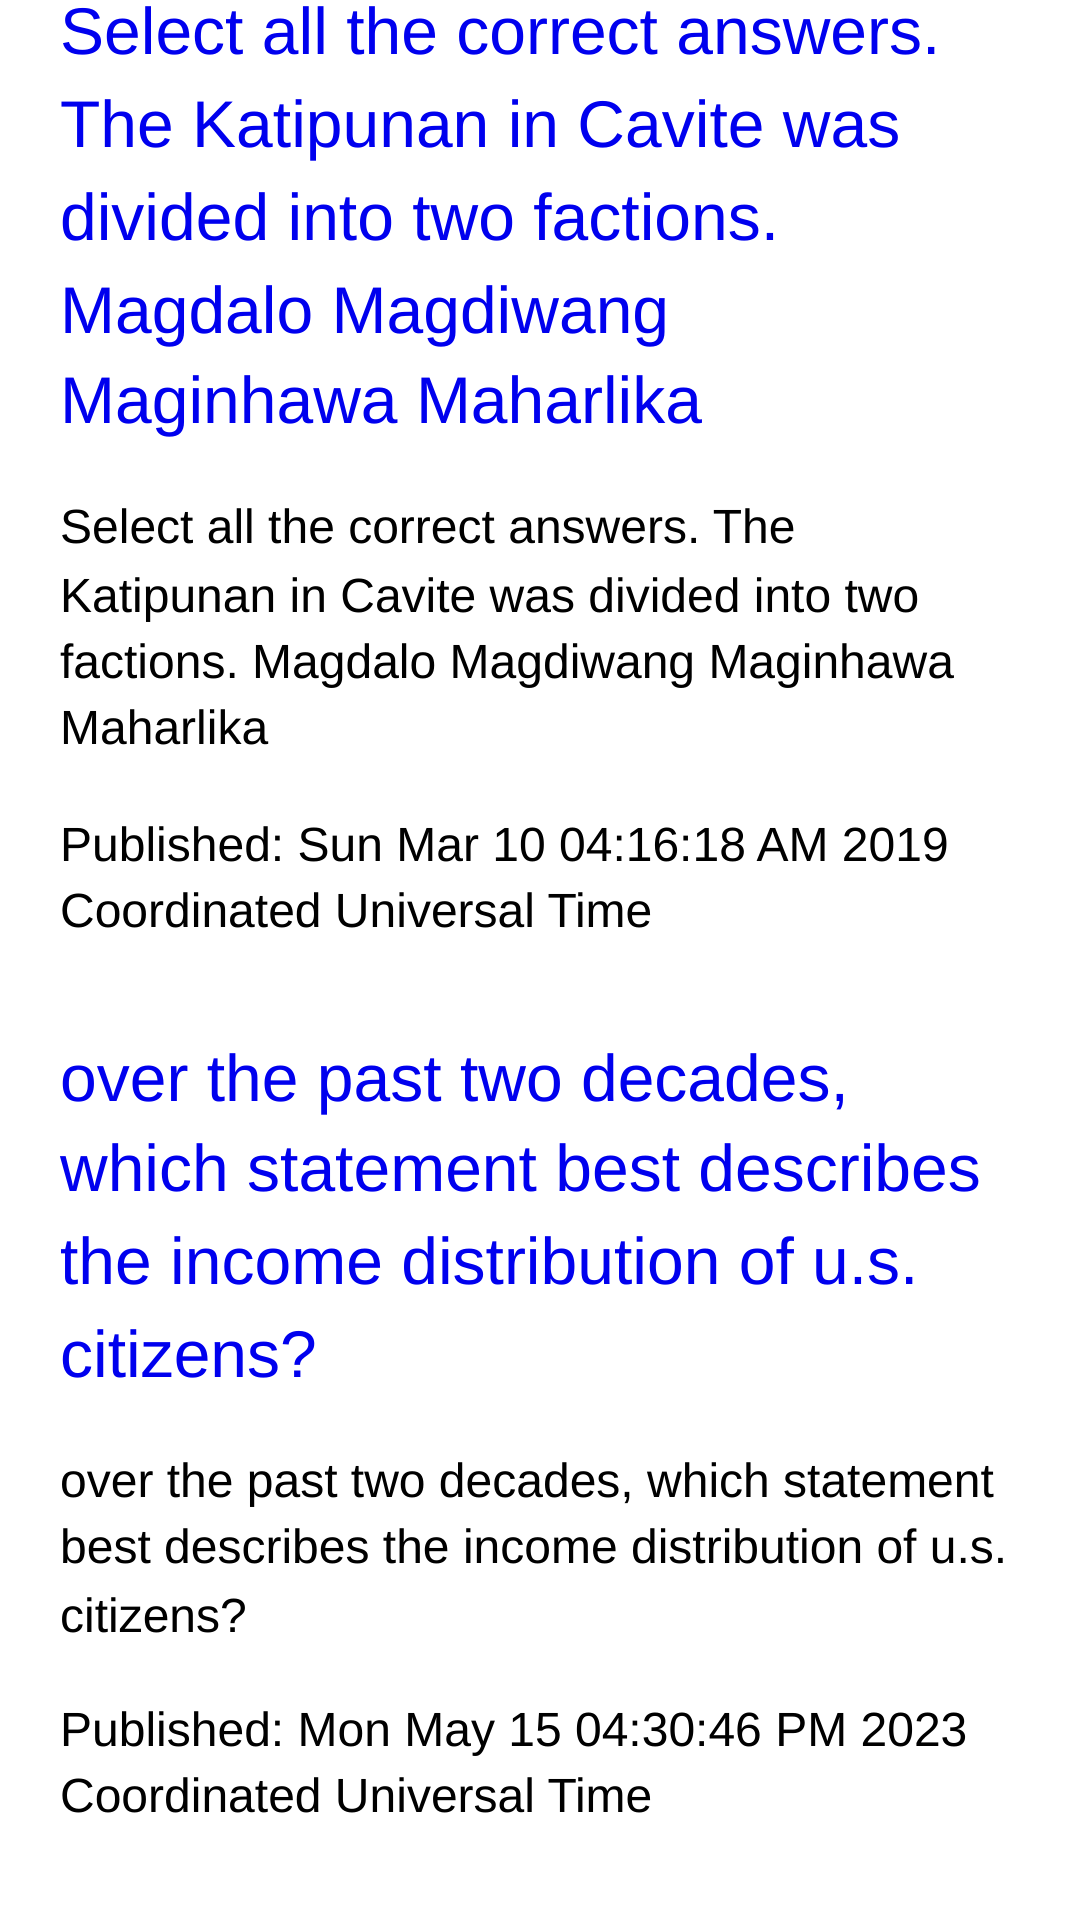 Select all the correct answers.
The Katipunan in Cavite was
divided into two factions.
Magdalo Magdiwang
Maginhawa Maharlika
Select all the correct answers. The
Katipunan in Cavite was divided into two
factions. Magdalo Magdiwang Maginhawa
Maharlika
Published: Sun Mar 10 04:16:18 AM 2019
Coordinated Universal Time
over the past two decades,
which statement best describes
the income distribution of u.s.
citizens?
over the past two decades, which statement
best describes the income distribution of u.s.
citizens?
Published: Mon May 15 04:30:46 PM 2023
Coordinated Universal Time